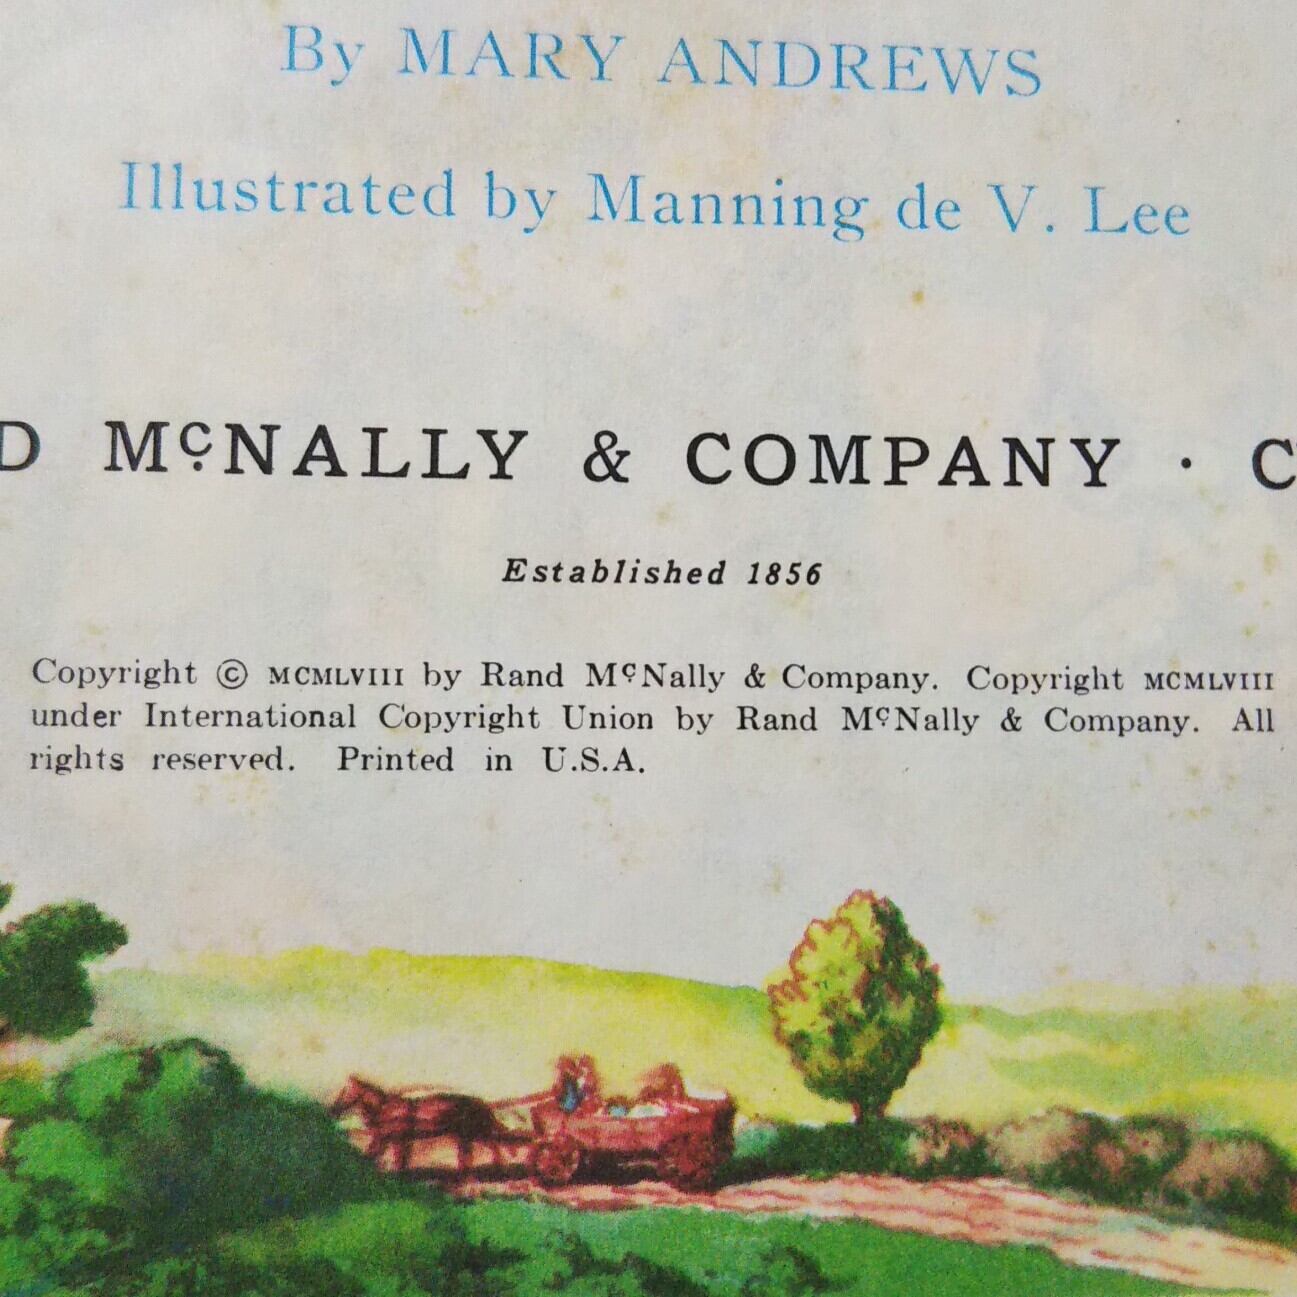 By MARY ANDREWS
Illustrated by Manning de V. Lee
D McNALLY & COMPANY · C
Established 1856
Copyright © MCMLVIII by Rand McNally & Company. Copyright MCMLVIII
under International Copyright Union by Rand McNally & Company. All
rights reserved. Printed in U.S.A.